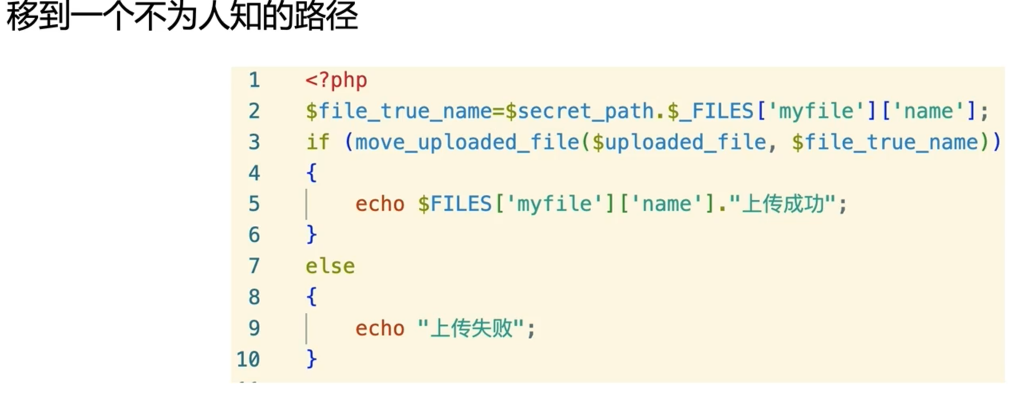 移到一个不为人知的路径
1 <?php
2 $file_true_name=$secret_path.$_FILES['myfile']['name'];
3 if (move_uploaded_file($uploaded_file, $file_true_name))
4 {
5 echo $FILES['myfile']['name']."上传成功";
6 }
7 else
8 {
9 echo "上传失败";
10 }